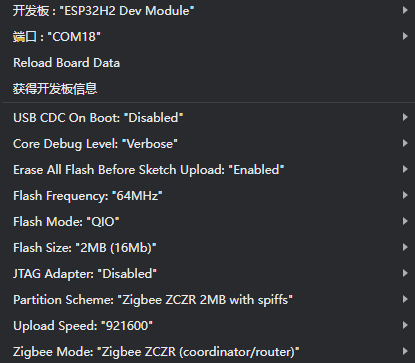 开发板 : "ESP32H2 Dev Module"
端口 : "COM18"
Reload Board Data
获得开发板信息
USB CDC On Boot: "Disabled"
Core Debug Level: "Verbose"
Erase All Flash Before Sketch Upload: "Enabled"
Flash Frequency: "64MHz"
Flash Mode: "QIO"
Flash Size: "2MB (16Mb)"
JTAG Adapter: "Disabled"
Partition Scheme: "Zigbee ZCZR 2MB with spiffs"
Upload Speed: "921600"
Zigbee Mode: "Zigbee ZCZR (coordinator/router)"